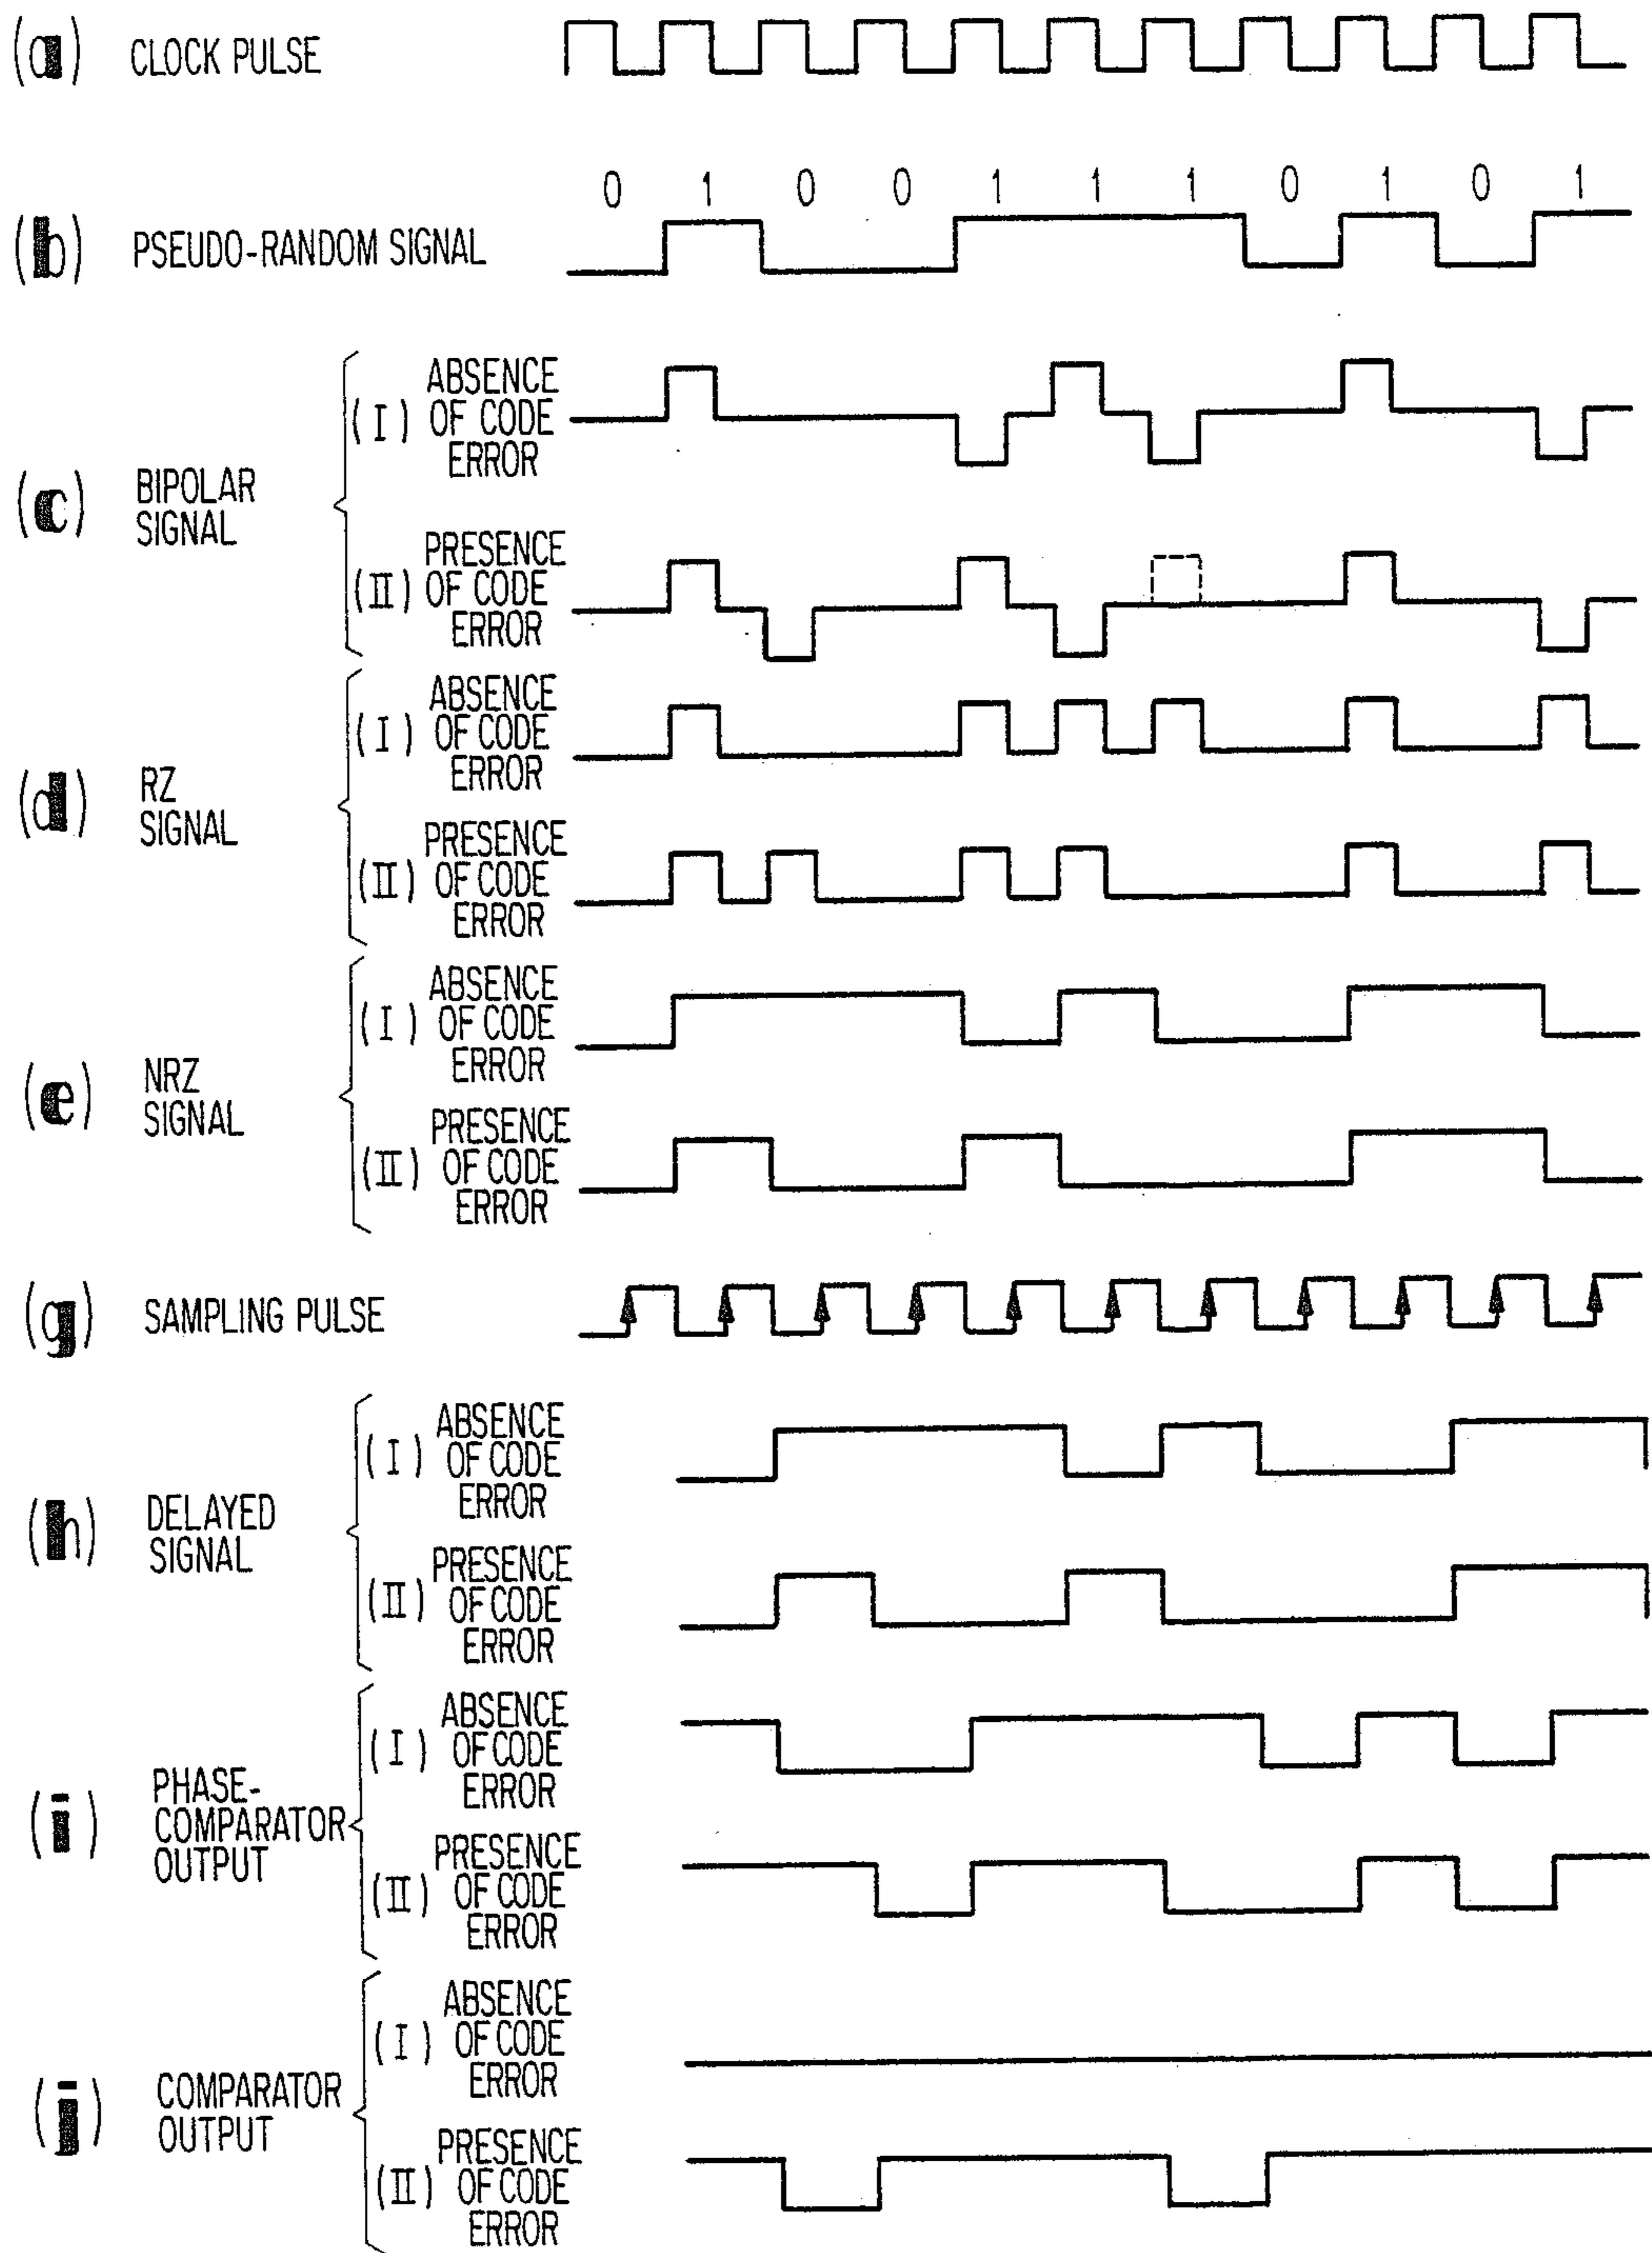 (a) CLOCK PULSE
0 1 0 0 1 1 1 0 1 0 1
(b) PSEUDO-RANDOM SIGNAL
(c) BIPOLAR
SIGNAL
(I) ABSENCE
OF CODE
ERROR
(II) PRESENCE
OF CODE
ERROR
(d) RZ
SIGNAL
(I) ABSENCE
OF CODE
ERROR
(II) PRESENCE
OF CODE
ERROR
(e) NRZ
SIGNAL
(I) ABSENCE
OF CODE
ERROR
(II) PRESENCE
OF CODE
ERROR
(g) SAMPLING PULSE
(h) DELAYED
SIGNAL
(I) ABSENCE
OF CODE
ERROR
(II) PRESENCE
OF CODE
ERROR
(i) PHASE-
COMPARATOR
OUTPUT
(I) ABSENCE
OF CODE
ERROR
(II) PRESENCE
OF CODE
ERROR
(j) COMPARATOR
OUTPUT
(I) ABSENCE
OF CODE
ERROR
(II) PRESENCE
OF CODE
ERROR